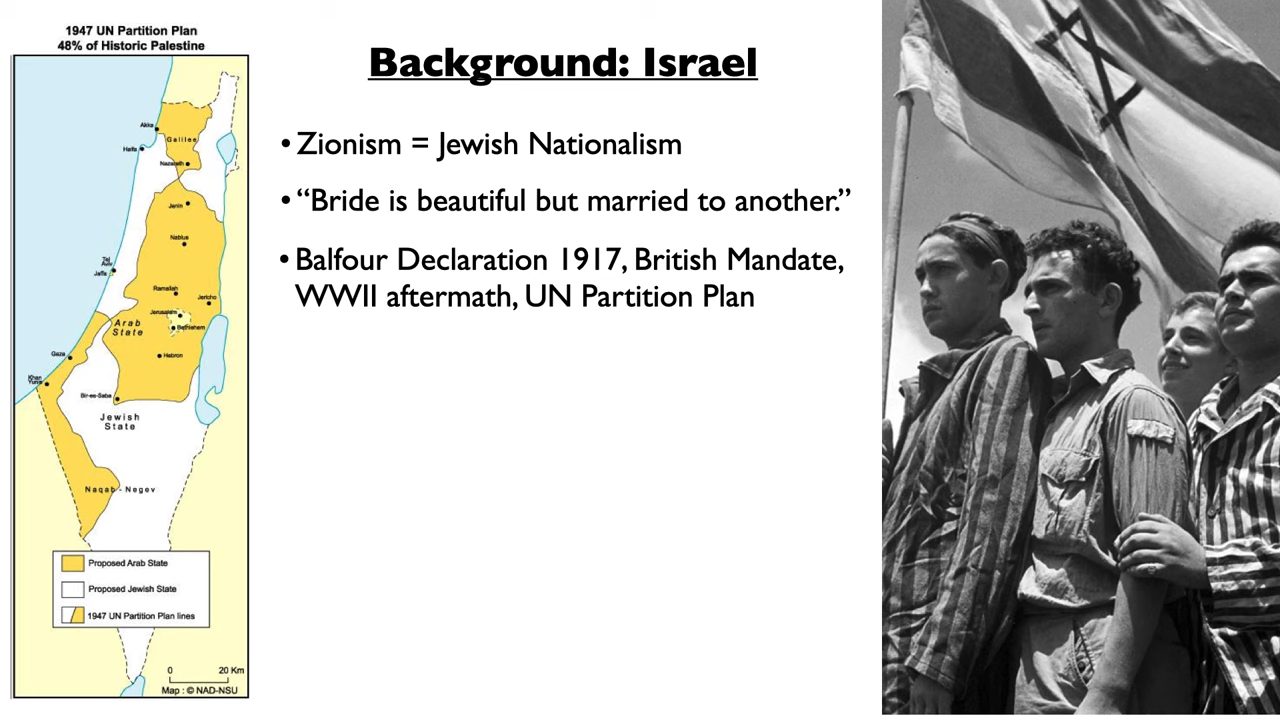 1947 UN Partition Plan
48% of Historic Palestine
Background: Israel
• Zionism = Jewish Nationalism
• “Bride is beautiful but married to another.”
• Balfour Declaration 1917, British Mandate,
WWII aftermath, UN Partition Plan
Akka
Galilee
Haifa
Nazareth
Jenin
Nablus
Tel
Aviv
Jaffa
Ramallah
Jericho
Jerusalem
Arab
State
Bethlehem
Gaza
Hebron
Khan
Yunis
Bir-es-Saba
Jewish
State
Naqab - Negev
Proposed Arab State
Proposed Jewish State
1947 UN Partition Plan lines
0 20 Km
Map : © NAD-NSU